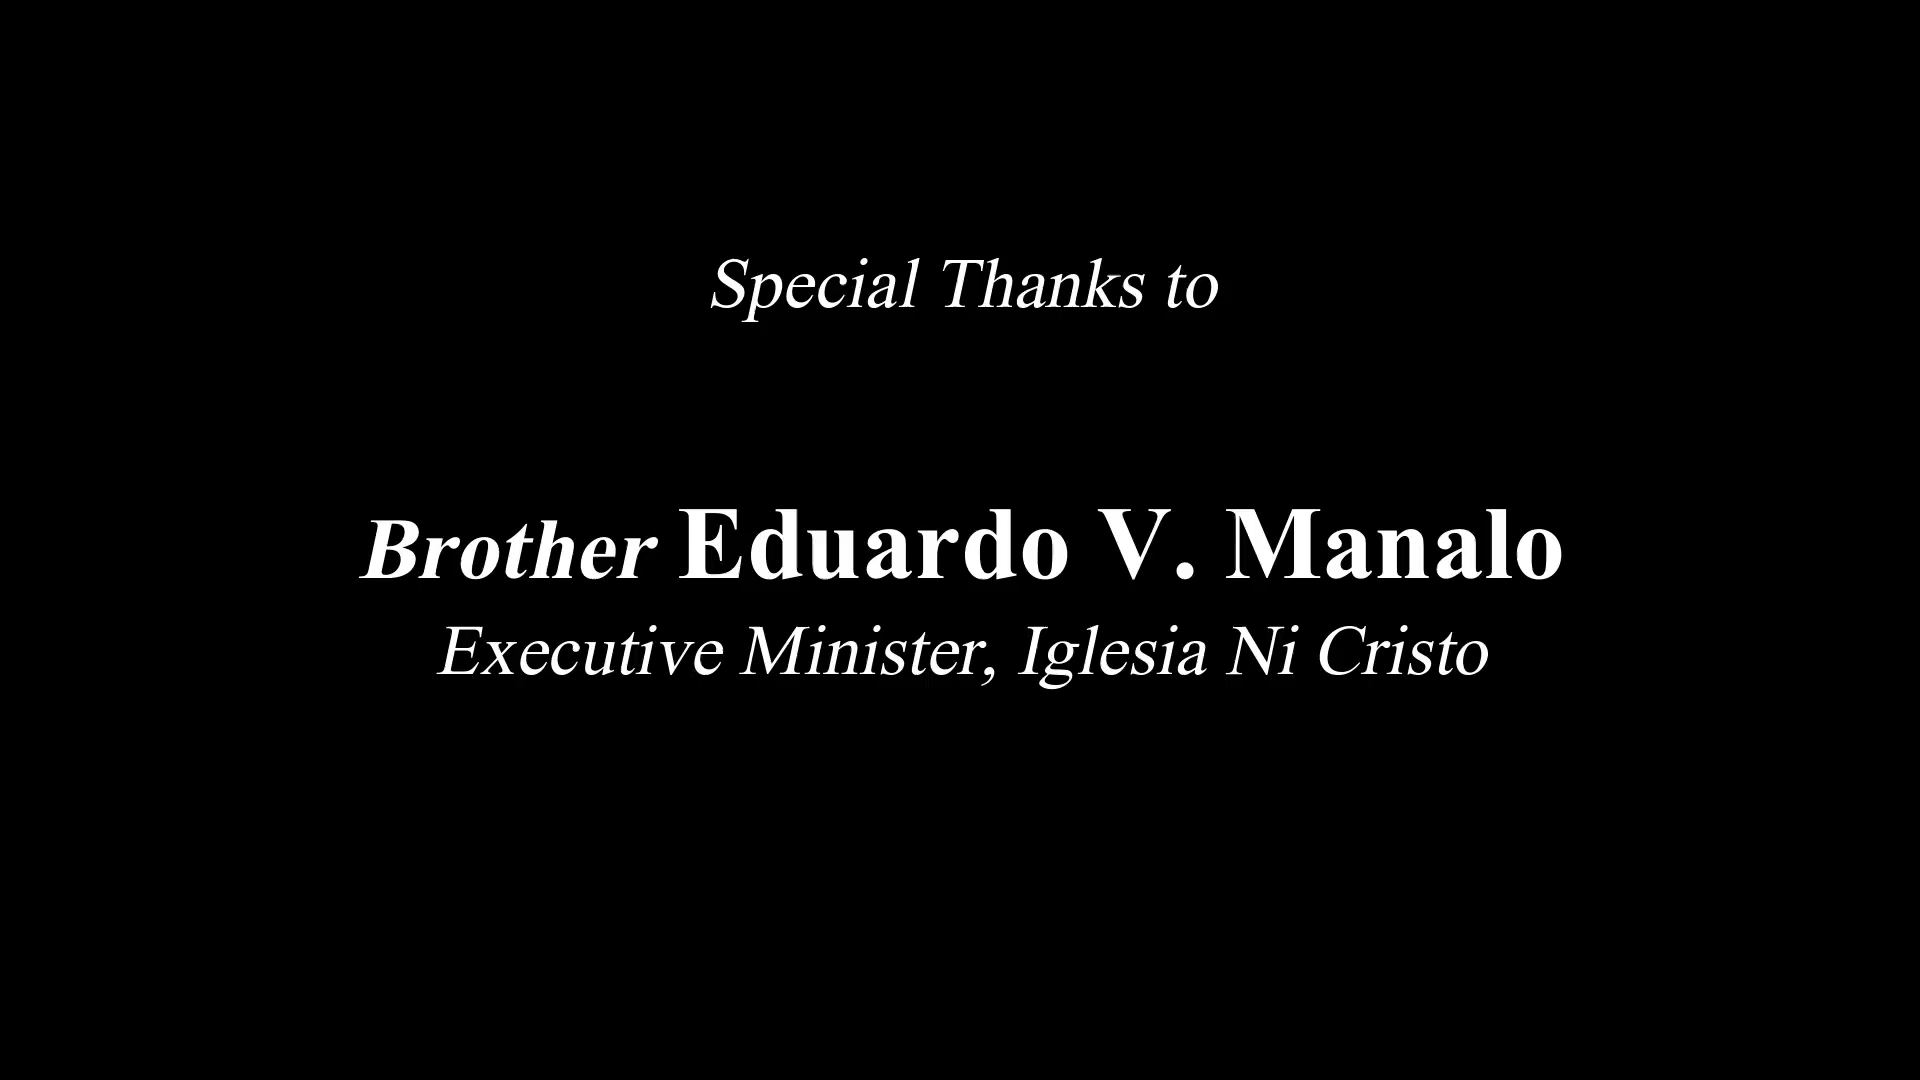 Special Thanks to
Brother Eduardo V. Manalo
Executive Minister, Iglesia Ni Cristo